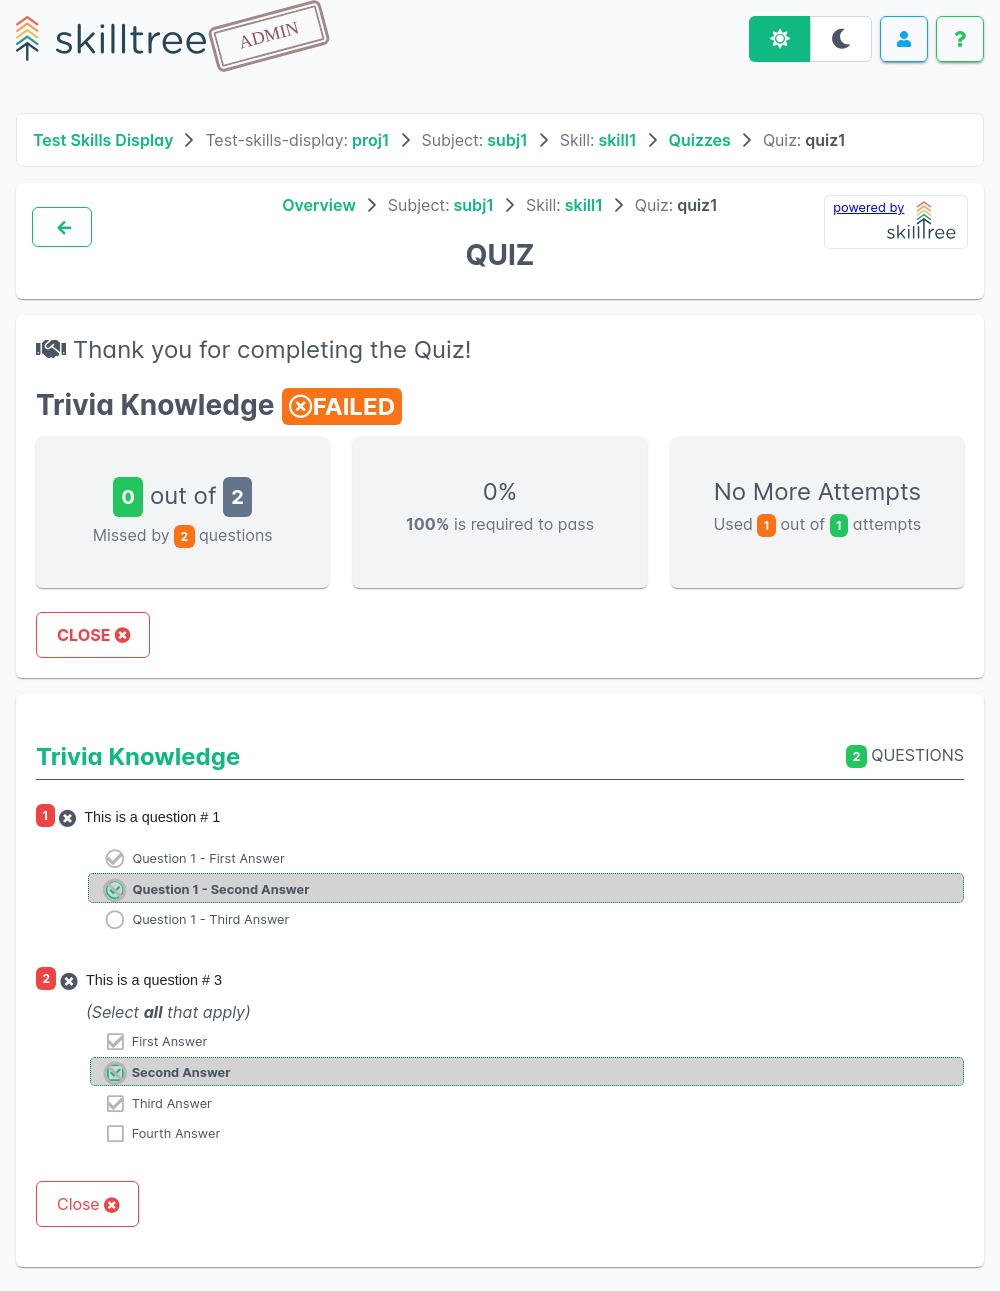 skilltree ADMIN
Test Skills Display > Test-skills-display: proj1 > Subject: subj1 > Skill: skill1 > Quizzes > Quiz: quiz1
Overview > Subject: subj1 > Skill: skill1 > Quiz: quiz1
powered by
skilltree
QUIZ
Thank you for completing the Quiz!
Trivia Knowledge FAILED
0 out of 2
Missed by 2 questions
0%
100% is required to pass
No More Attempts
Used 1 out of 1 attempts
CLOSE
Trivia Knowledge 2 QUESTIONS
1 This is a question # 1
Question 1 - First Answer
Question 1 - Second Answer
Question 1 - Third Answer
2 This is a question # 3
(Select all that apply)
First Answer
Second Answer
Third Answer
Fourth Answer
Close